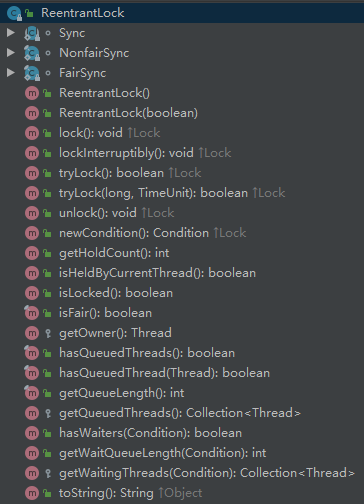 ReentrantLock
Sync
NonfairSync
FairSync
ReentrantLock()
ReentrantLock(boolean)
lock(): void ↑Lock
lockInterruptibly(): void ↑Lock
tryLock(): boolean ↑Lock
tryLock(long, TimeUnit): boolean ↑Lock
unlock(): void ↑Lock
newCondition(): Condition ↑Lock
getHoldCount(): int
isHeldByCurrentThread(): boolean
isLocked(): boolean
isFair(): boolean
getOwner(): Thread
hasQueuedThreads(): boolean
hasQueuedThread(Thread): boolean
getQueueLength(): int
getQueuedThreads(): Collection<Thread>
hasWaiters(Condition): boolean
getWaitQueueLength(Condition): int
getWaitingThreads(Condition): Collection<Thread>
toString(): String ↑Object